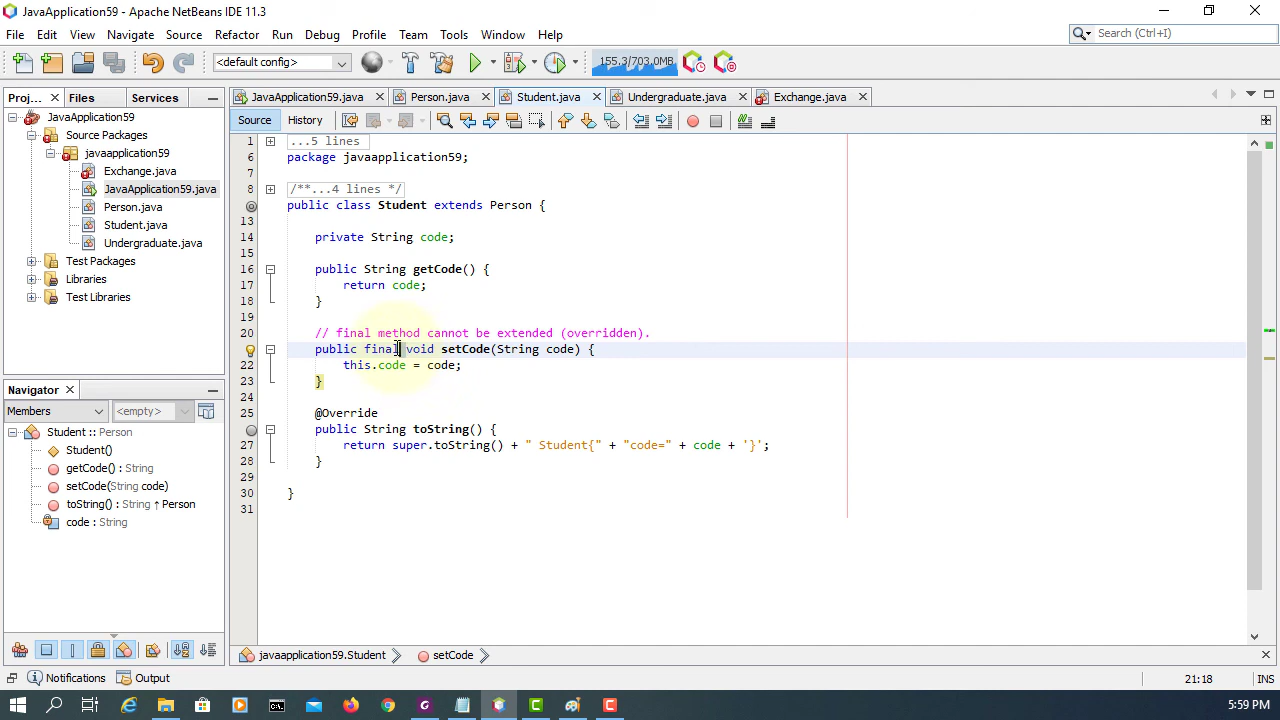 JavaApplication59 - Apache NetBeans IDE 11.3
File Edit View Navigate Source Refactor Run Debug Profile Team Tools Window Help
Search (Ctrl+I)
<default config>
155.3/703.0MB
Proj... Files Services
JavaApplication59.java Person.java Student.java Undergraduate.java Exchange.java
Source History
JavaApplication59
Source Packages
javaapplication59
Exchange.java
JavaApplication59.java
Person.java
Student.java
Undergraduate.java
Test Packages
Libraries
Test Libraries
Navigator
Members <empty>
Student :: Person
Student()
getCode() : String
setCode(String code)
toString() : String ↑ Person
code : String
1 ...5 lines
6 package javaapplication59;
7
8 /**...4 lines */
public class Student extends Person {
13
14 private String code;
15
16 public String getCode() {
17 return code;
18 }
19
20 // final method cannot be extended (overridden).
public final void setCode(String code) {
22 this.code = code;
23 }
24
25 @Override
public String toString() {
27 return super.toString() + " Student{" + "code=" + code + '}';
28 }
29
30 }
31
javaapplication59.Student setCode
Notifications Output
21:18 INS
5:59 PM